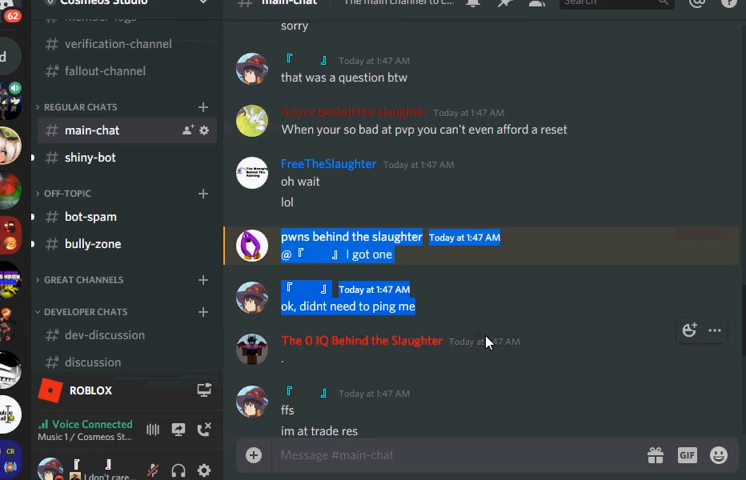 62
Cosmeos Studio
# member-logs
# verification-channel
# fallout-channel
REGULAR CHATS
# main-chat
# shiny-bot
OFF-TOPIC
# bot-spam
# bully-zone
GREAT CHANNELS
DEVELOPER CHATS
# dev-discussion
# discussion
ROBLOX
Voice Connected
Music 1 / Cosmeos St...
『 』
I don't care...
# main-chat
The main channel to c...
Search
sorry
『 』 Today at 1:47 AM
that was a question btw
behind the slaughter Today at 1:47 AM
When your so bad at pvp you can't even afford a reset
FreeTheSlaughter Today at 1:47 AM
oh wait
lol
pwns behind the slaughter Today at 1:47 AM
@『 』 I got one
『 』 Today at 1:47 AM
ok, didnt need to ping me
The 0 IQ Behind the Slaughter Today at 1:47 AM
.
『 』 Today at 1:47 AM
ffs
im at trade res
Message #main-chat
GIF